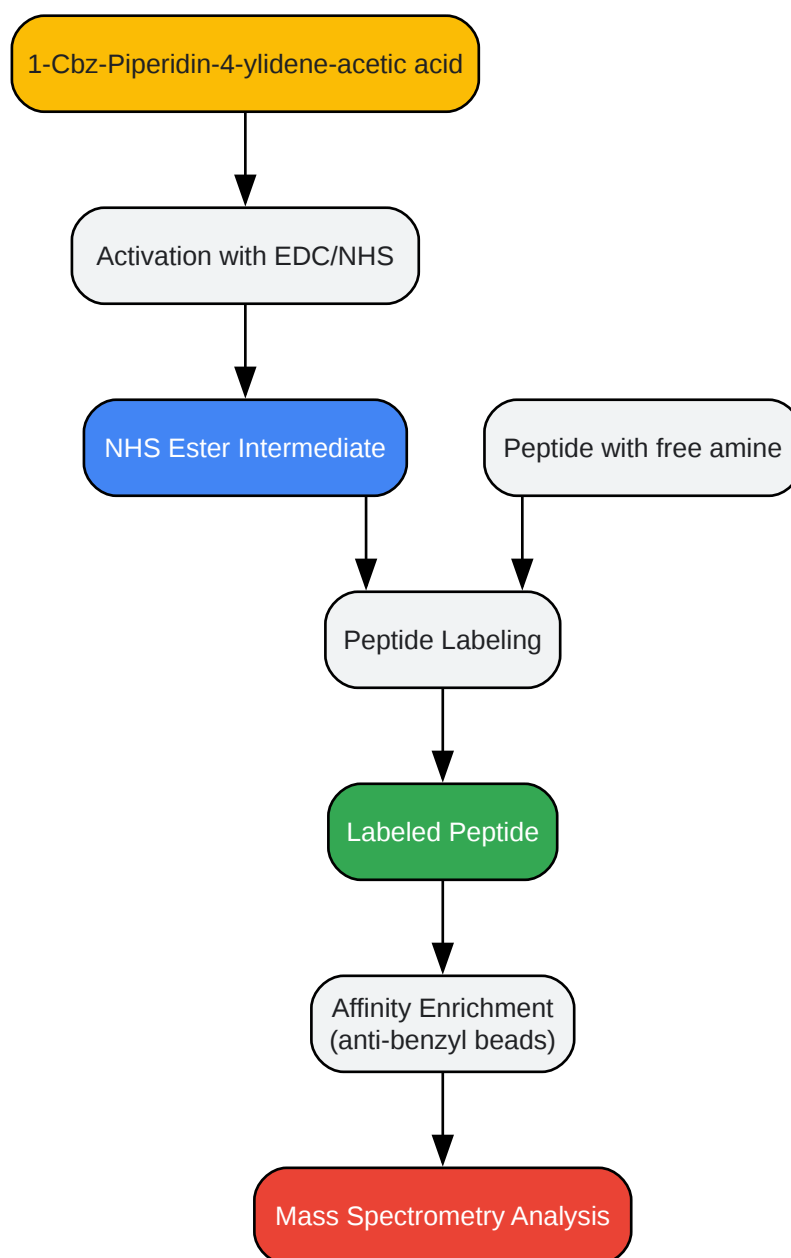 1-Cbz-Piperidin-4-ylidene-acetic acid
Activation with EDC/NHS
NHS Ester Intermediate
Peptide with free amine
Peptide Labeling
Labeled Peptide
Affinity Enrichment
(anti-benzyl beads)
Mass Spectrometry Analysis